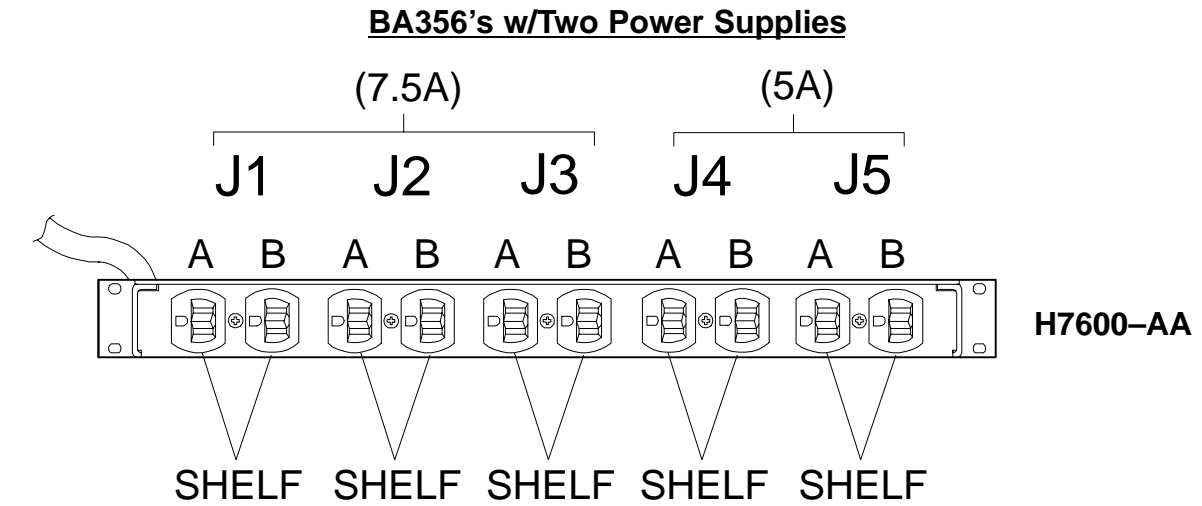 BA356's w/Two Power Supplies
(7.5A) (5A)
J1 J2 J3 J4 J5
A B A B A B A B A B
H7600–AA
SHELF SHELF SHELF SHELF SHELF